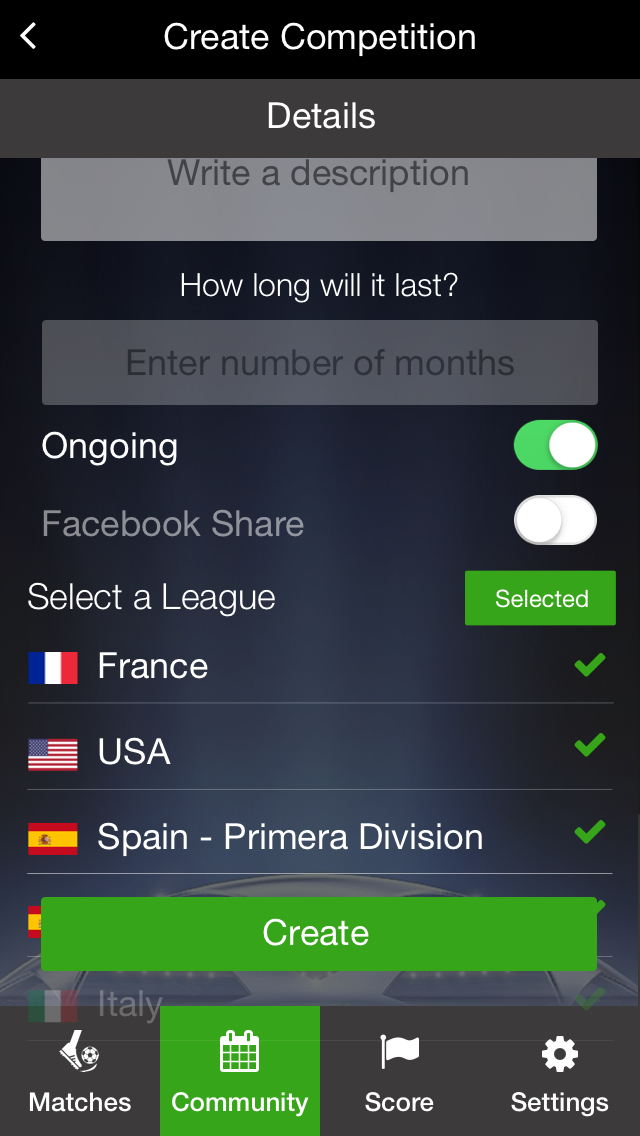 Create Competition
Details
Write a description
How long will it last?
Enter number of months
Ongoing
Facebook Share
Select a League
Selected
France
USA
Spain - Primera Division
Create
Italy
Matches
Community
Score
Settings